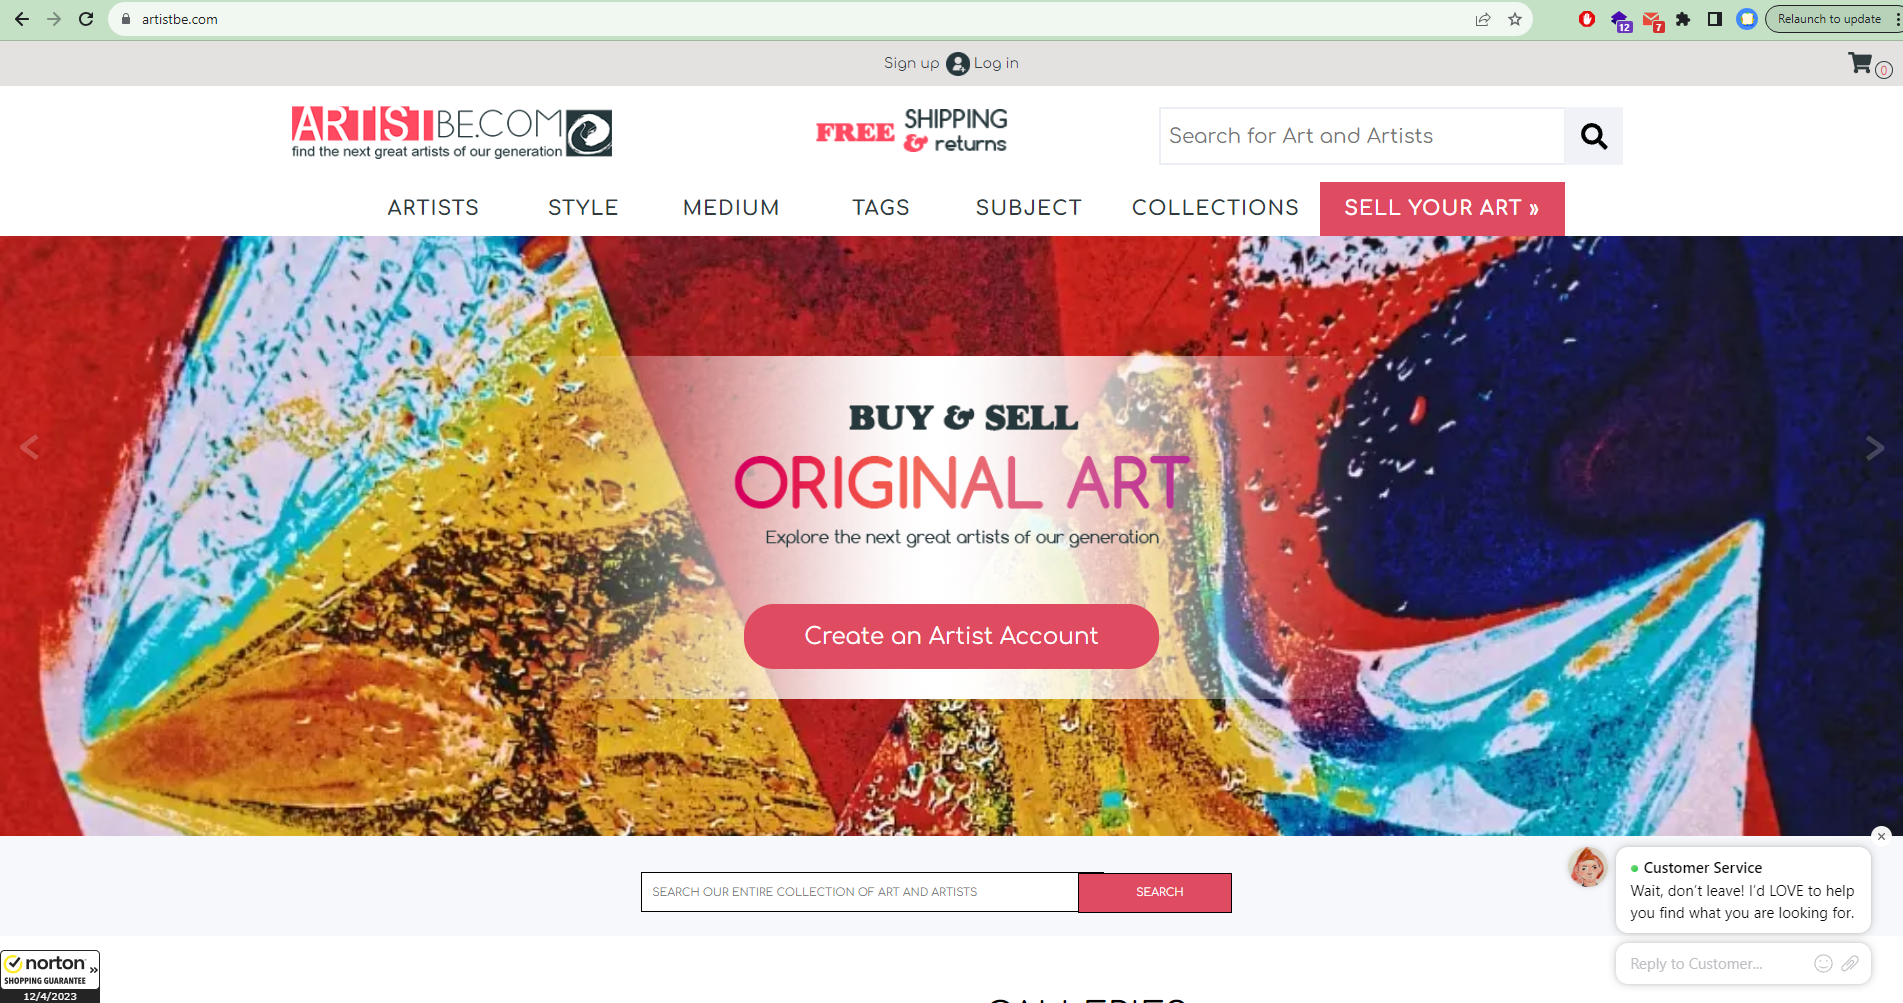 artistbe.com
12
7
Relaunch to update
Sign up Log in
0
ARTISTBE.COM
find the next great artists of our generation
FREE SHIPPING & returns
Search for Art and Artists
ARTISTS STYLE MEDIUM TAGS SUBJECT COLLECTIONS SELL YOUR ART »
BUY & SELL
ORIGINAL ART
Explore the next great artists of our generation
Create an Artist Account
SEARCH OUR ENTIRE COLLECTION OF ART AND ARTISTS SEARCH
Customer Service
Wait, don't leave! I'd LOVE to help
you find what you are looking for.
Reply to Customer...
norton »
SHOPPING GUARANTEE
12/4/2023
GALLERIES